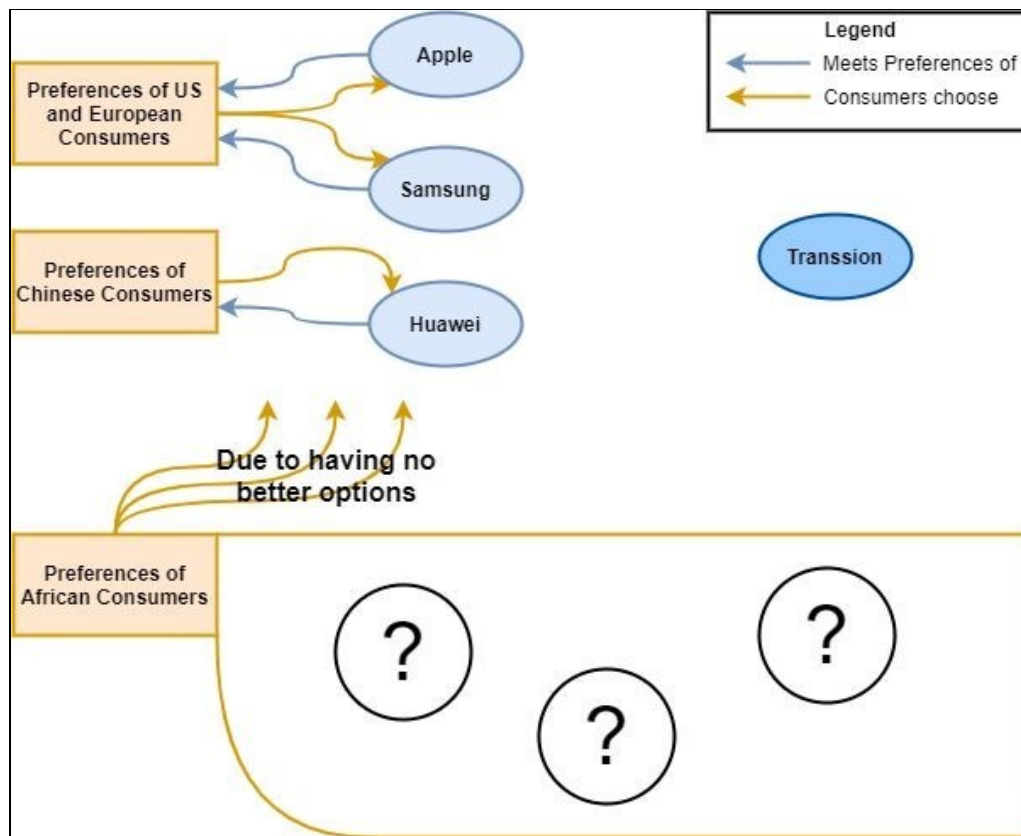 Legend
Meets Preferences of
Consumers choose
Apple
Preferences of US
and European
Consumers
Samsung
Transsion
Preferences of
Chinese Consumers
Huawei
Due to having no
better options
Preferences of
African Consumers
?
?
?